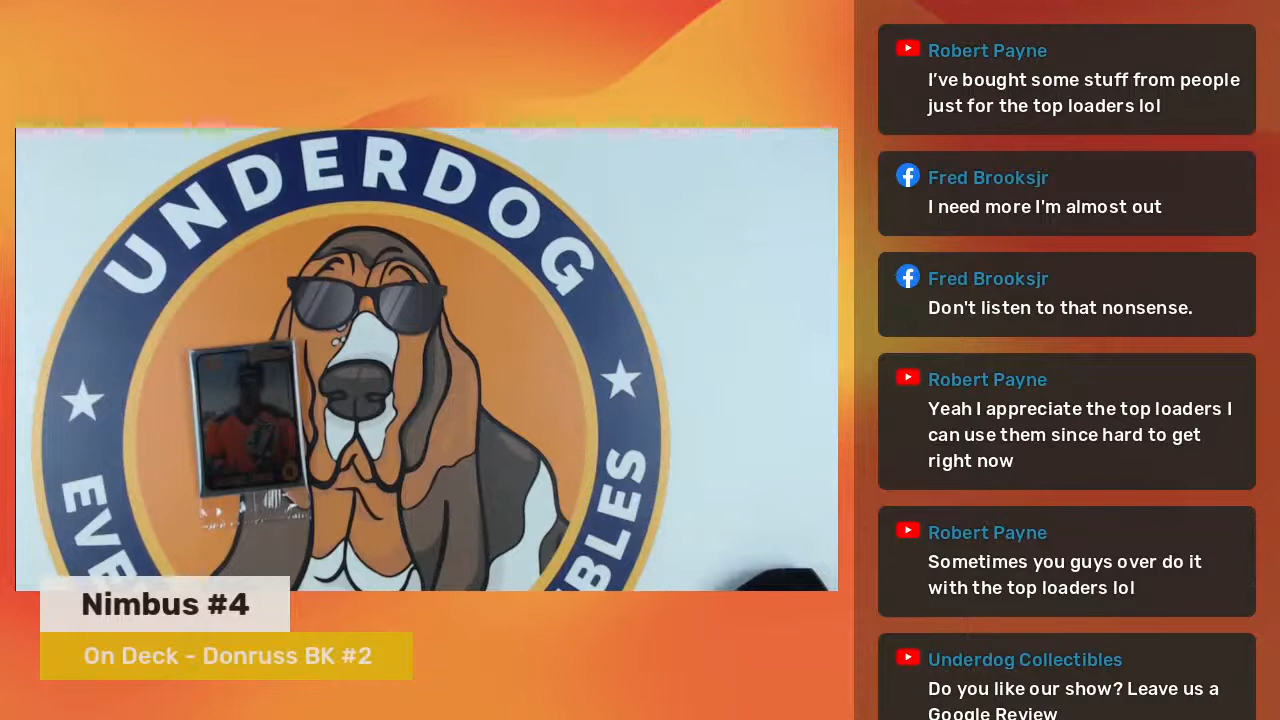 UNDERDOG
EVE
BLES
Nimbus #4
On Deck - Donruss BK #2
Robert Payne
I’ve bought some stuff from people
just for the top loaders lol
Fred Brooksjr
I need more I'm almost out
Fred Brooksjr
Don't listen to that nonsense.
Robert Payne
Yeah I appreciate the top loaders I
can use them since hard to get
right now
Robert Payne
Sometimes you guys over do it
with the top loaders lol
Underdog Collectibles
Do you like our show? Leave us a
Google Review